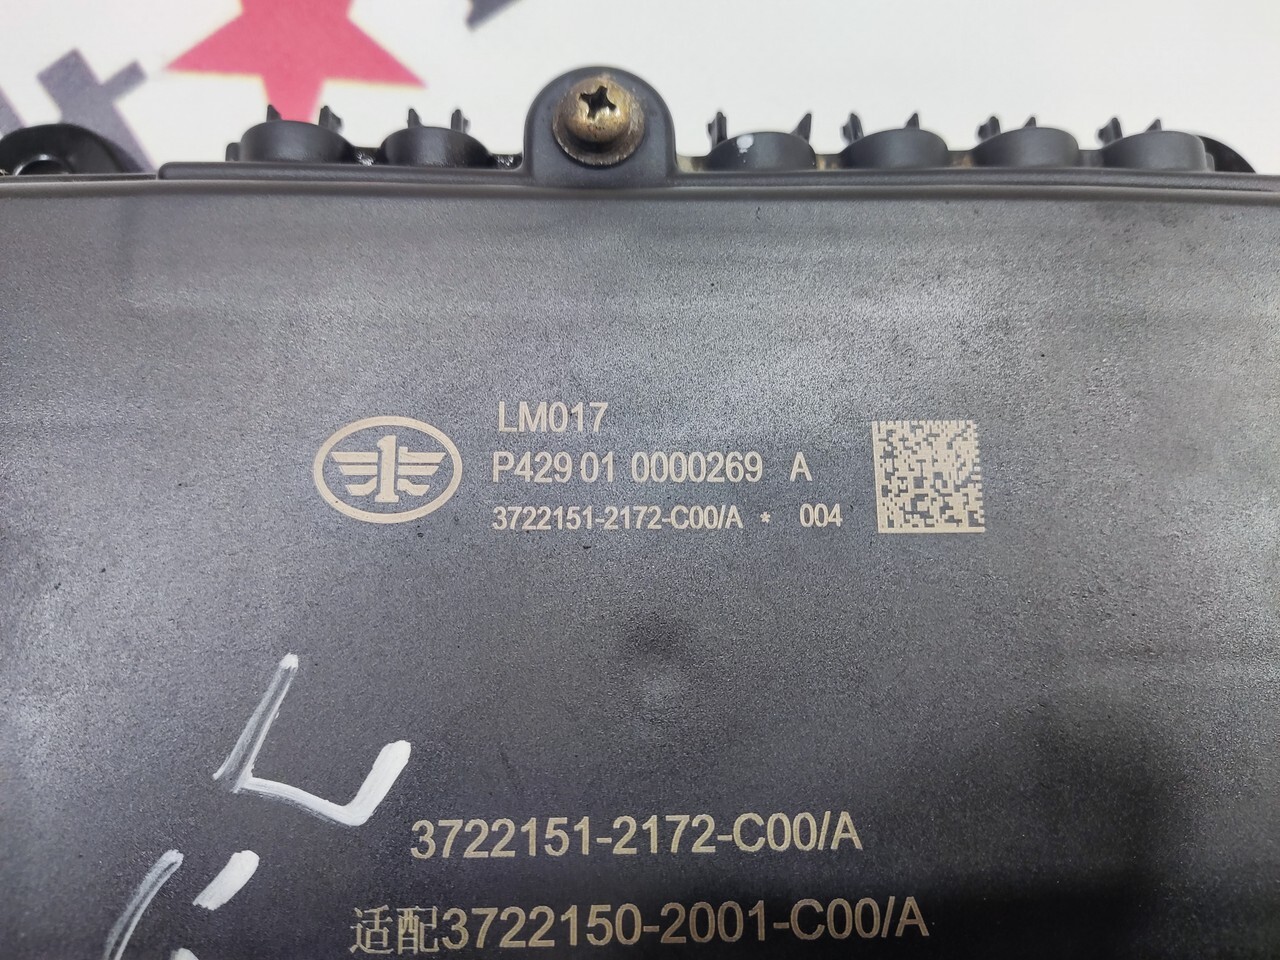 LM017
P429 01 0000269 A
3722151-2172-C00/A * 004
3722151-2172-C00/A
适配3722150-2001-C00/A